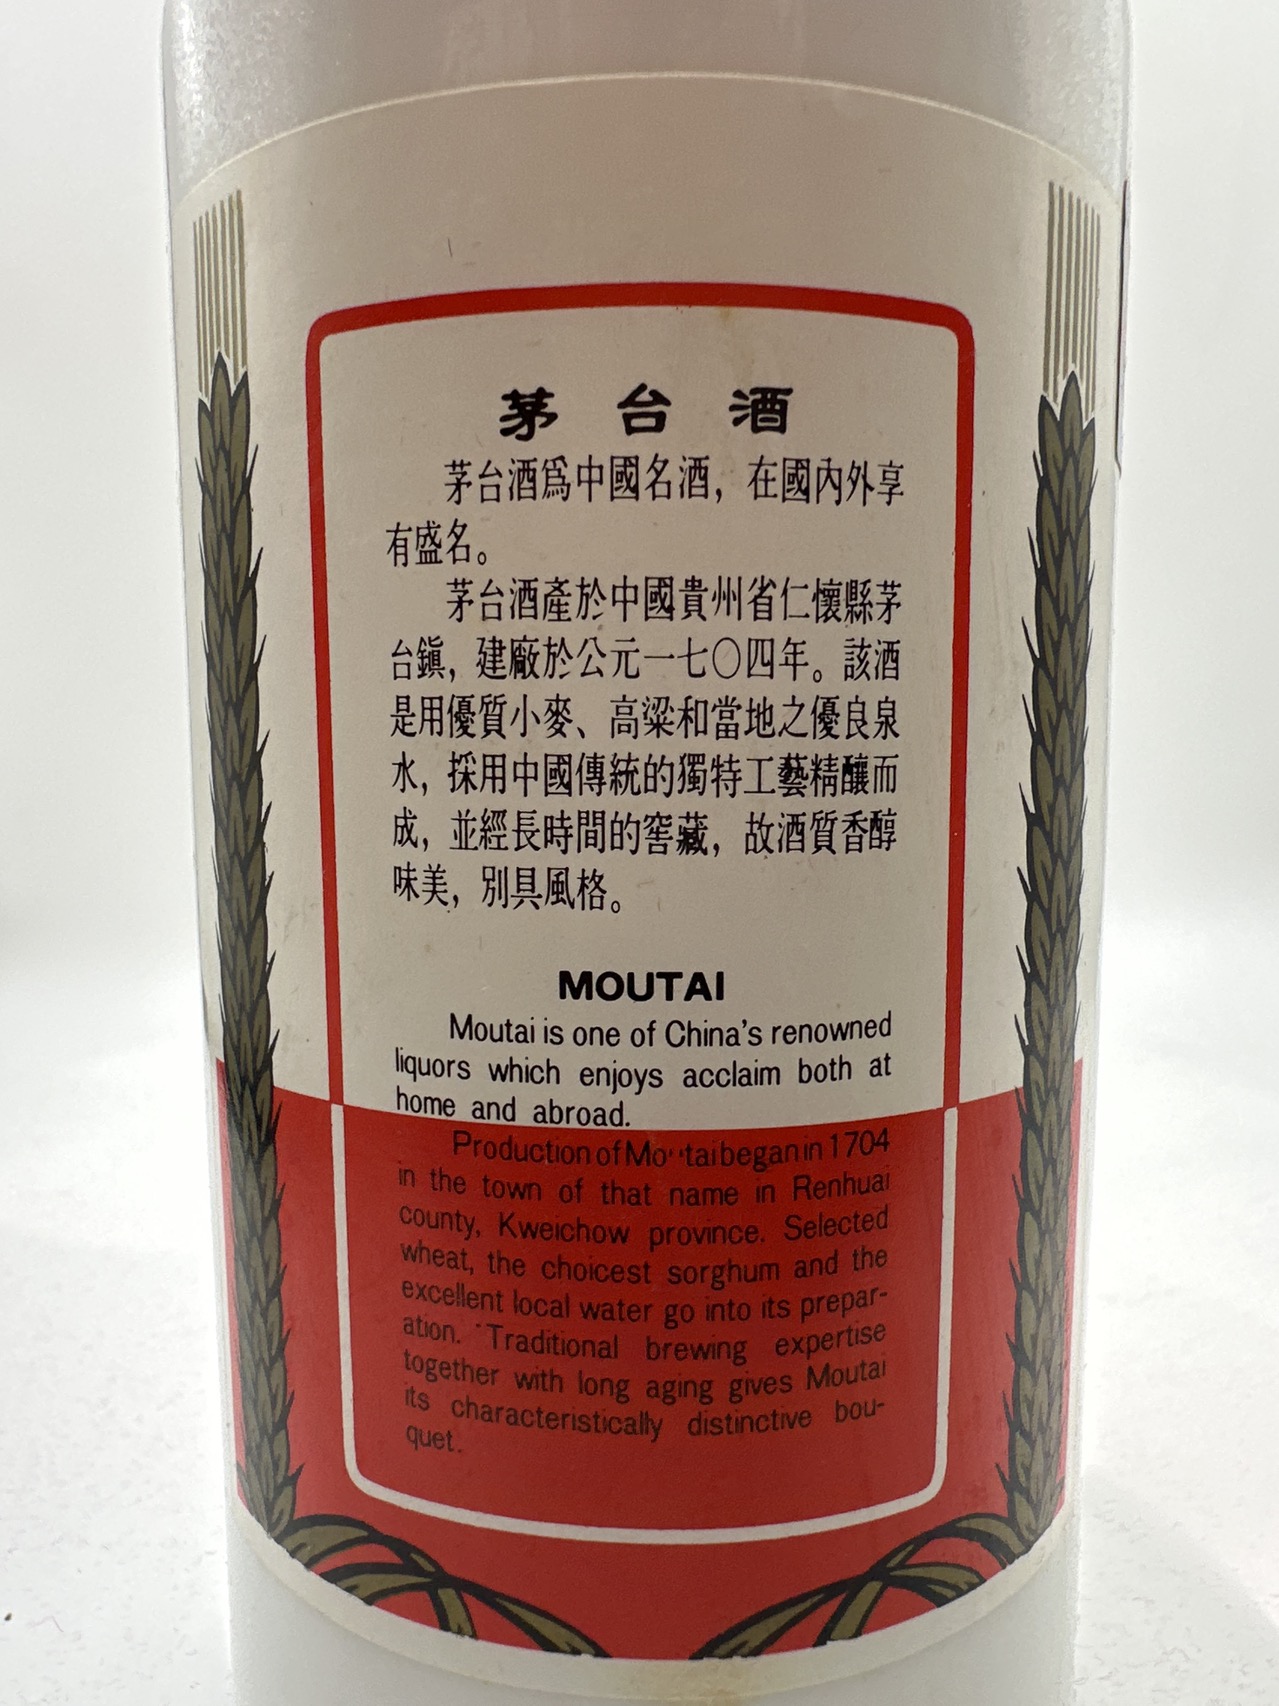 茅台酒
茅台酒爲中國名酒，在國內外享
有盛名。
茅台酒產於中國貴州省仁懷縣茅
台鎭，建廠於公元一七〇四年。該酒
是用優質小麥、高粱和當地之優良泉
水，採用中國傳統的獨特工藝精釀而
成，並經長時間的窖藏，故酒質香醇
味美，別具風格。
MOUTAI
Moutai is one of China's renowned
liquors which enjoys acclaim both at
home and abroad.
Production of Moutai began in 1704
in the town of that name in Renhuai
county, Kweichow province. Selected
wheat, the choicest sorghum and the
excellent local water go into its prepar-
ation. Traditional brewing expertise
together with long aging gives Moutai
its characteristically distinctive bou-
quet.